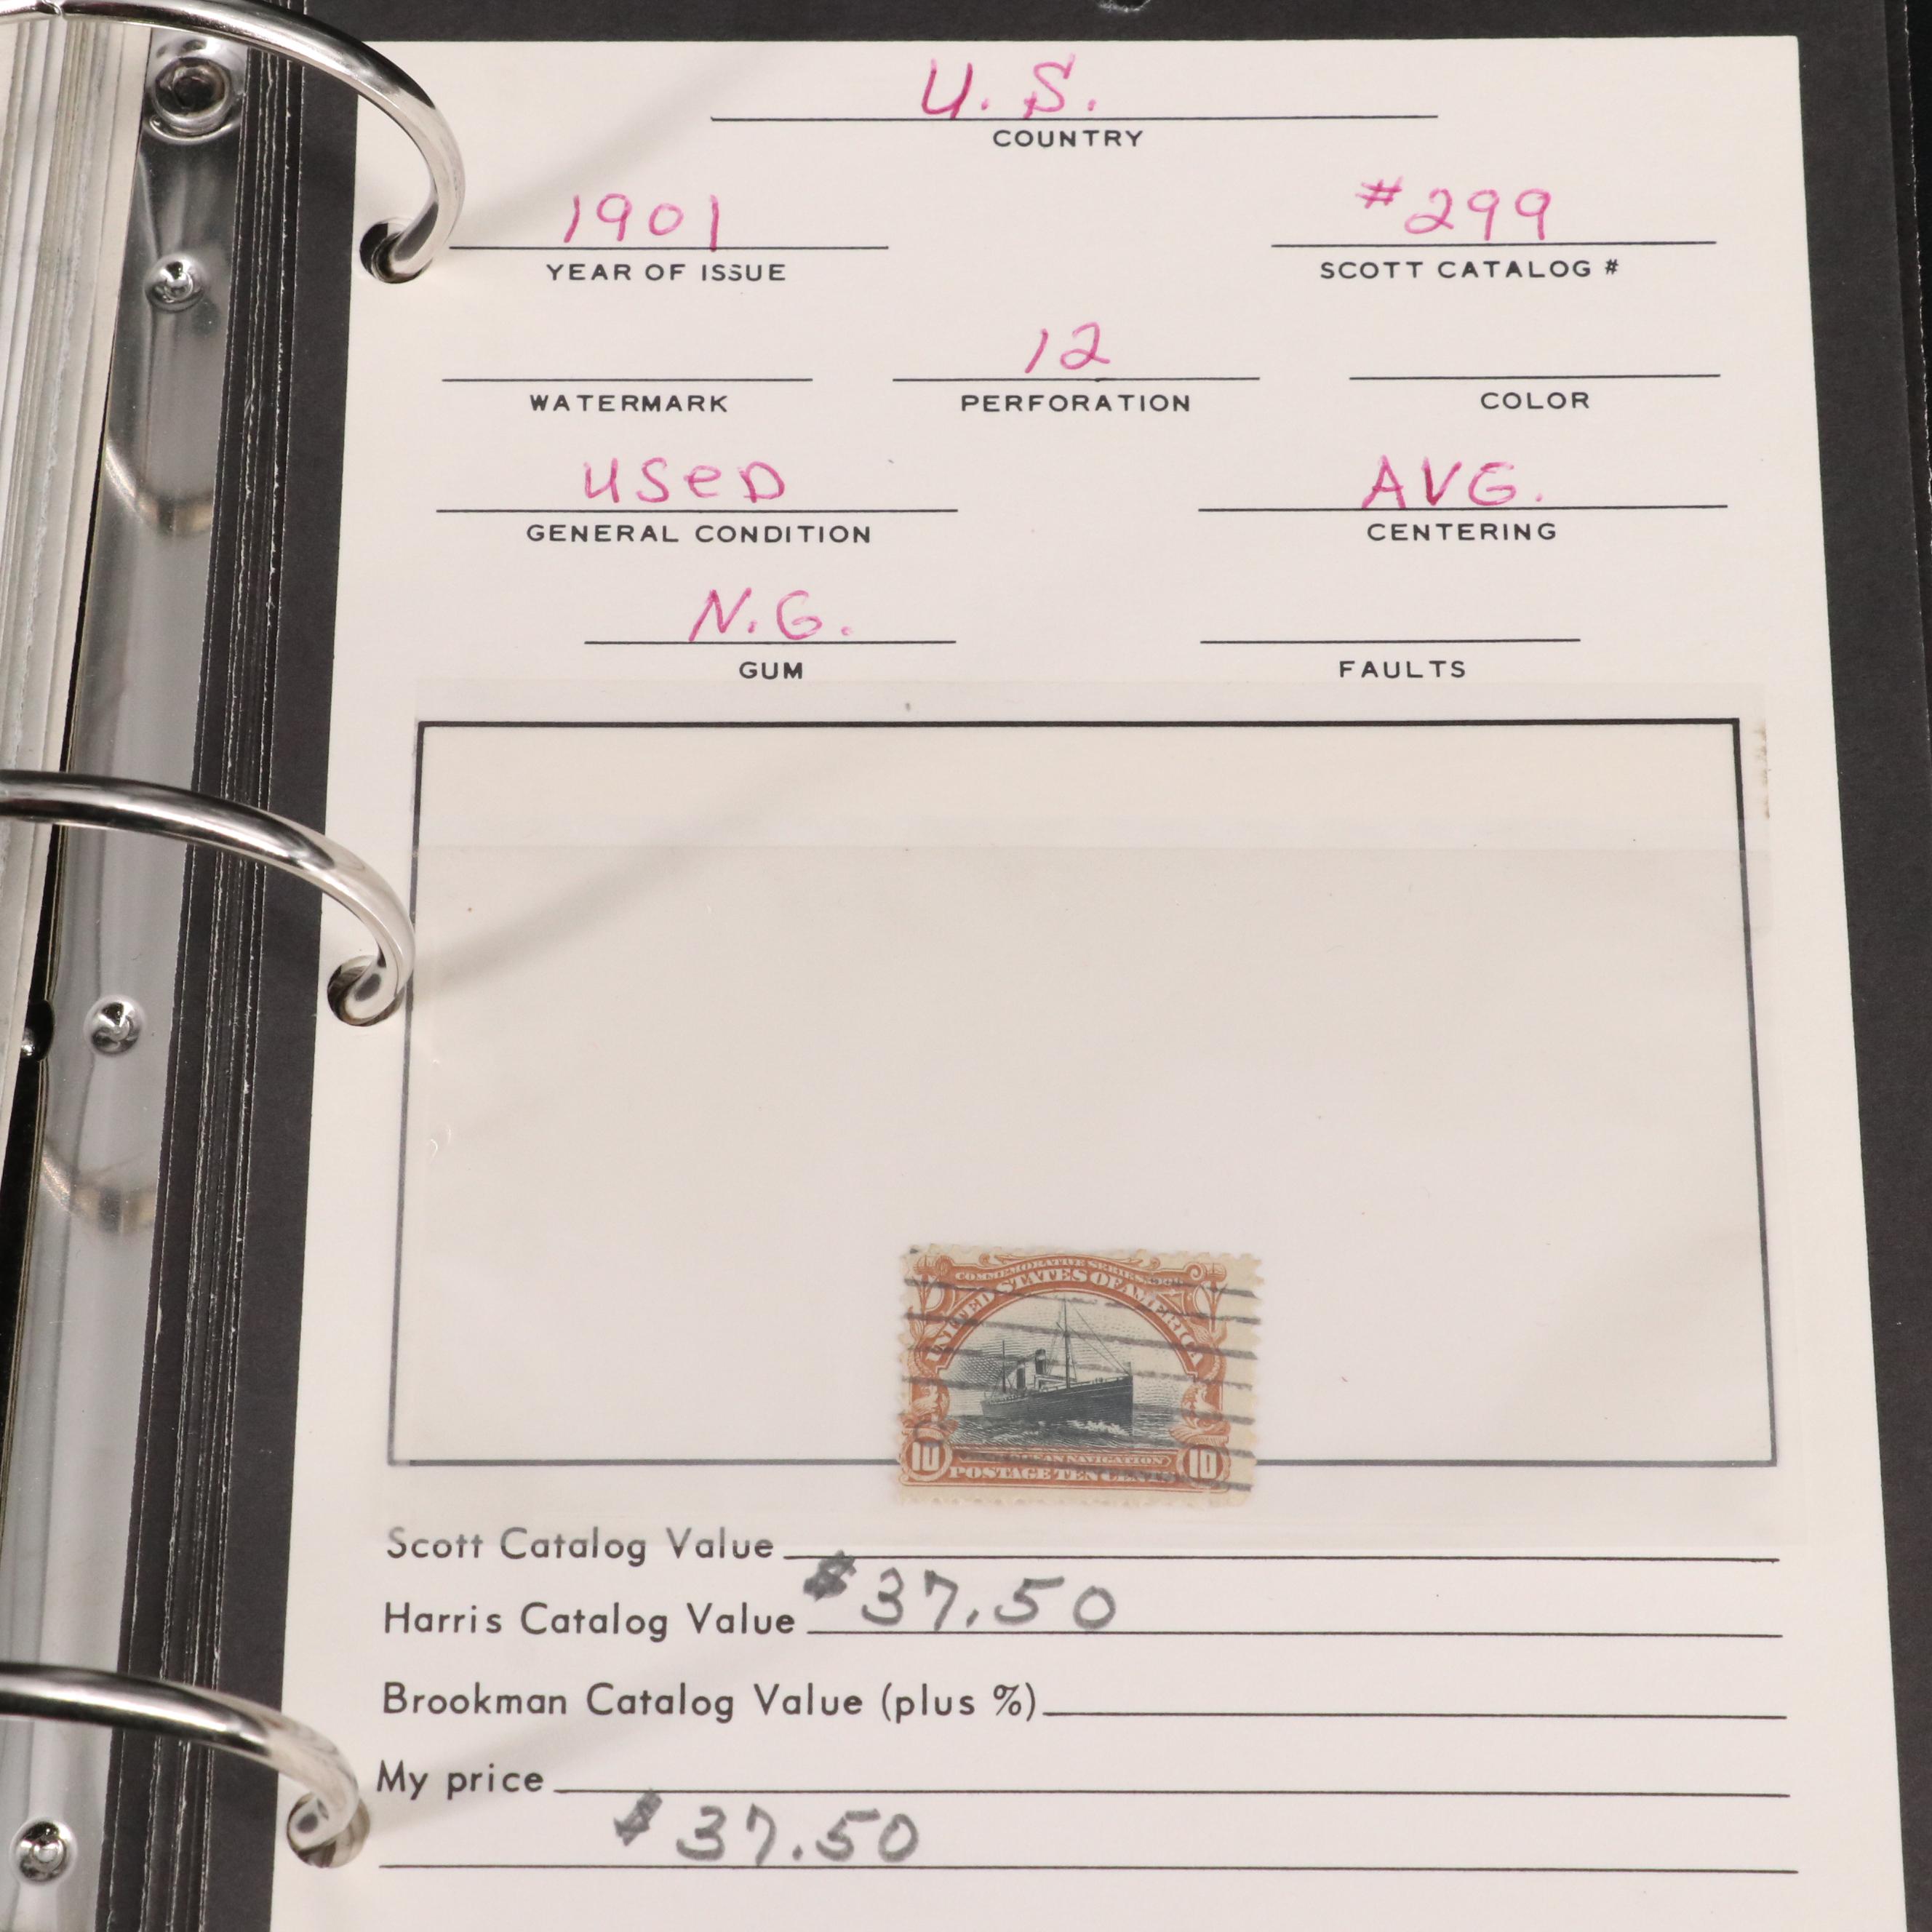 U.S.
COUNTRY
1901 #299
YEAR OF ISSUE SCOTT CATALOG #
12
WATERMARK PERFORATION COLOR
USeD AVG.
GENERAL CONDITION CENTERING
N.G.
GUM FAULTS
COMMEMORATIVE SERIES
UNITED STATES OF AMERICA
10 NAVIGATION 10
POSTAGE TEN
Scott Catalog Value
Harris Catalog Value $37.50
Brookman Catalog Value (plus %)
My price
$37.50